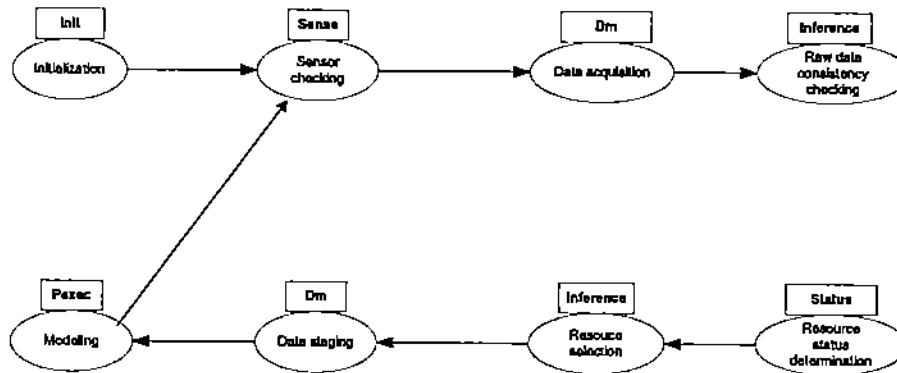 Init
Initialization
Sense
Sensor
checking
Dm
Data acquisition
Inference
Raw data
consistency
checking
Pexec
Modeling
Dm
Data staging
Inference
Resouce
selection
Status
Resource
status
determination